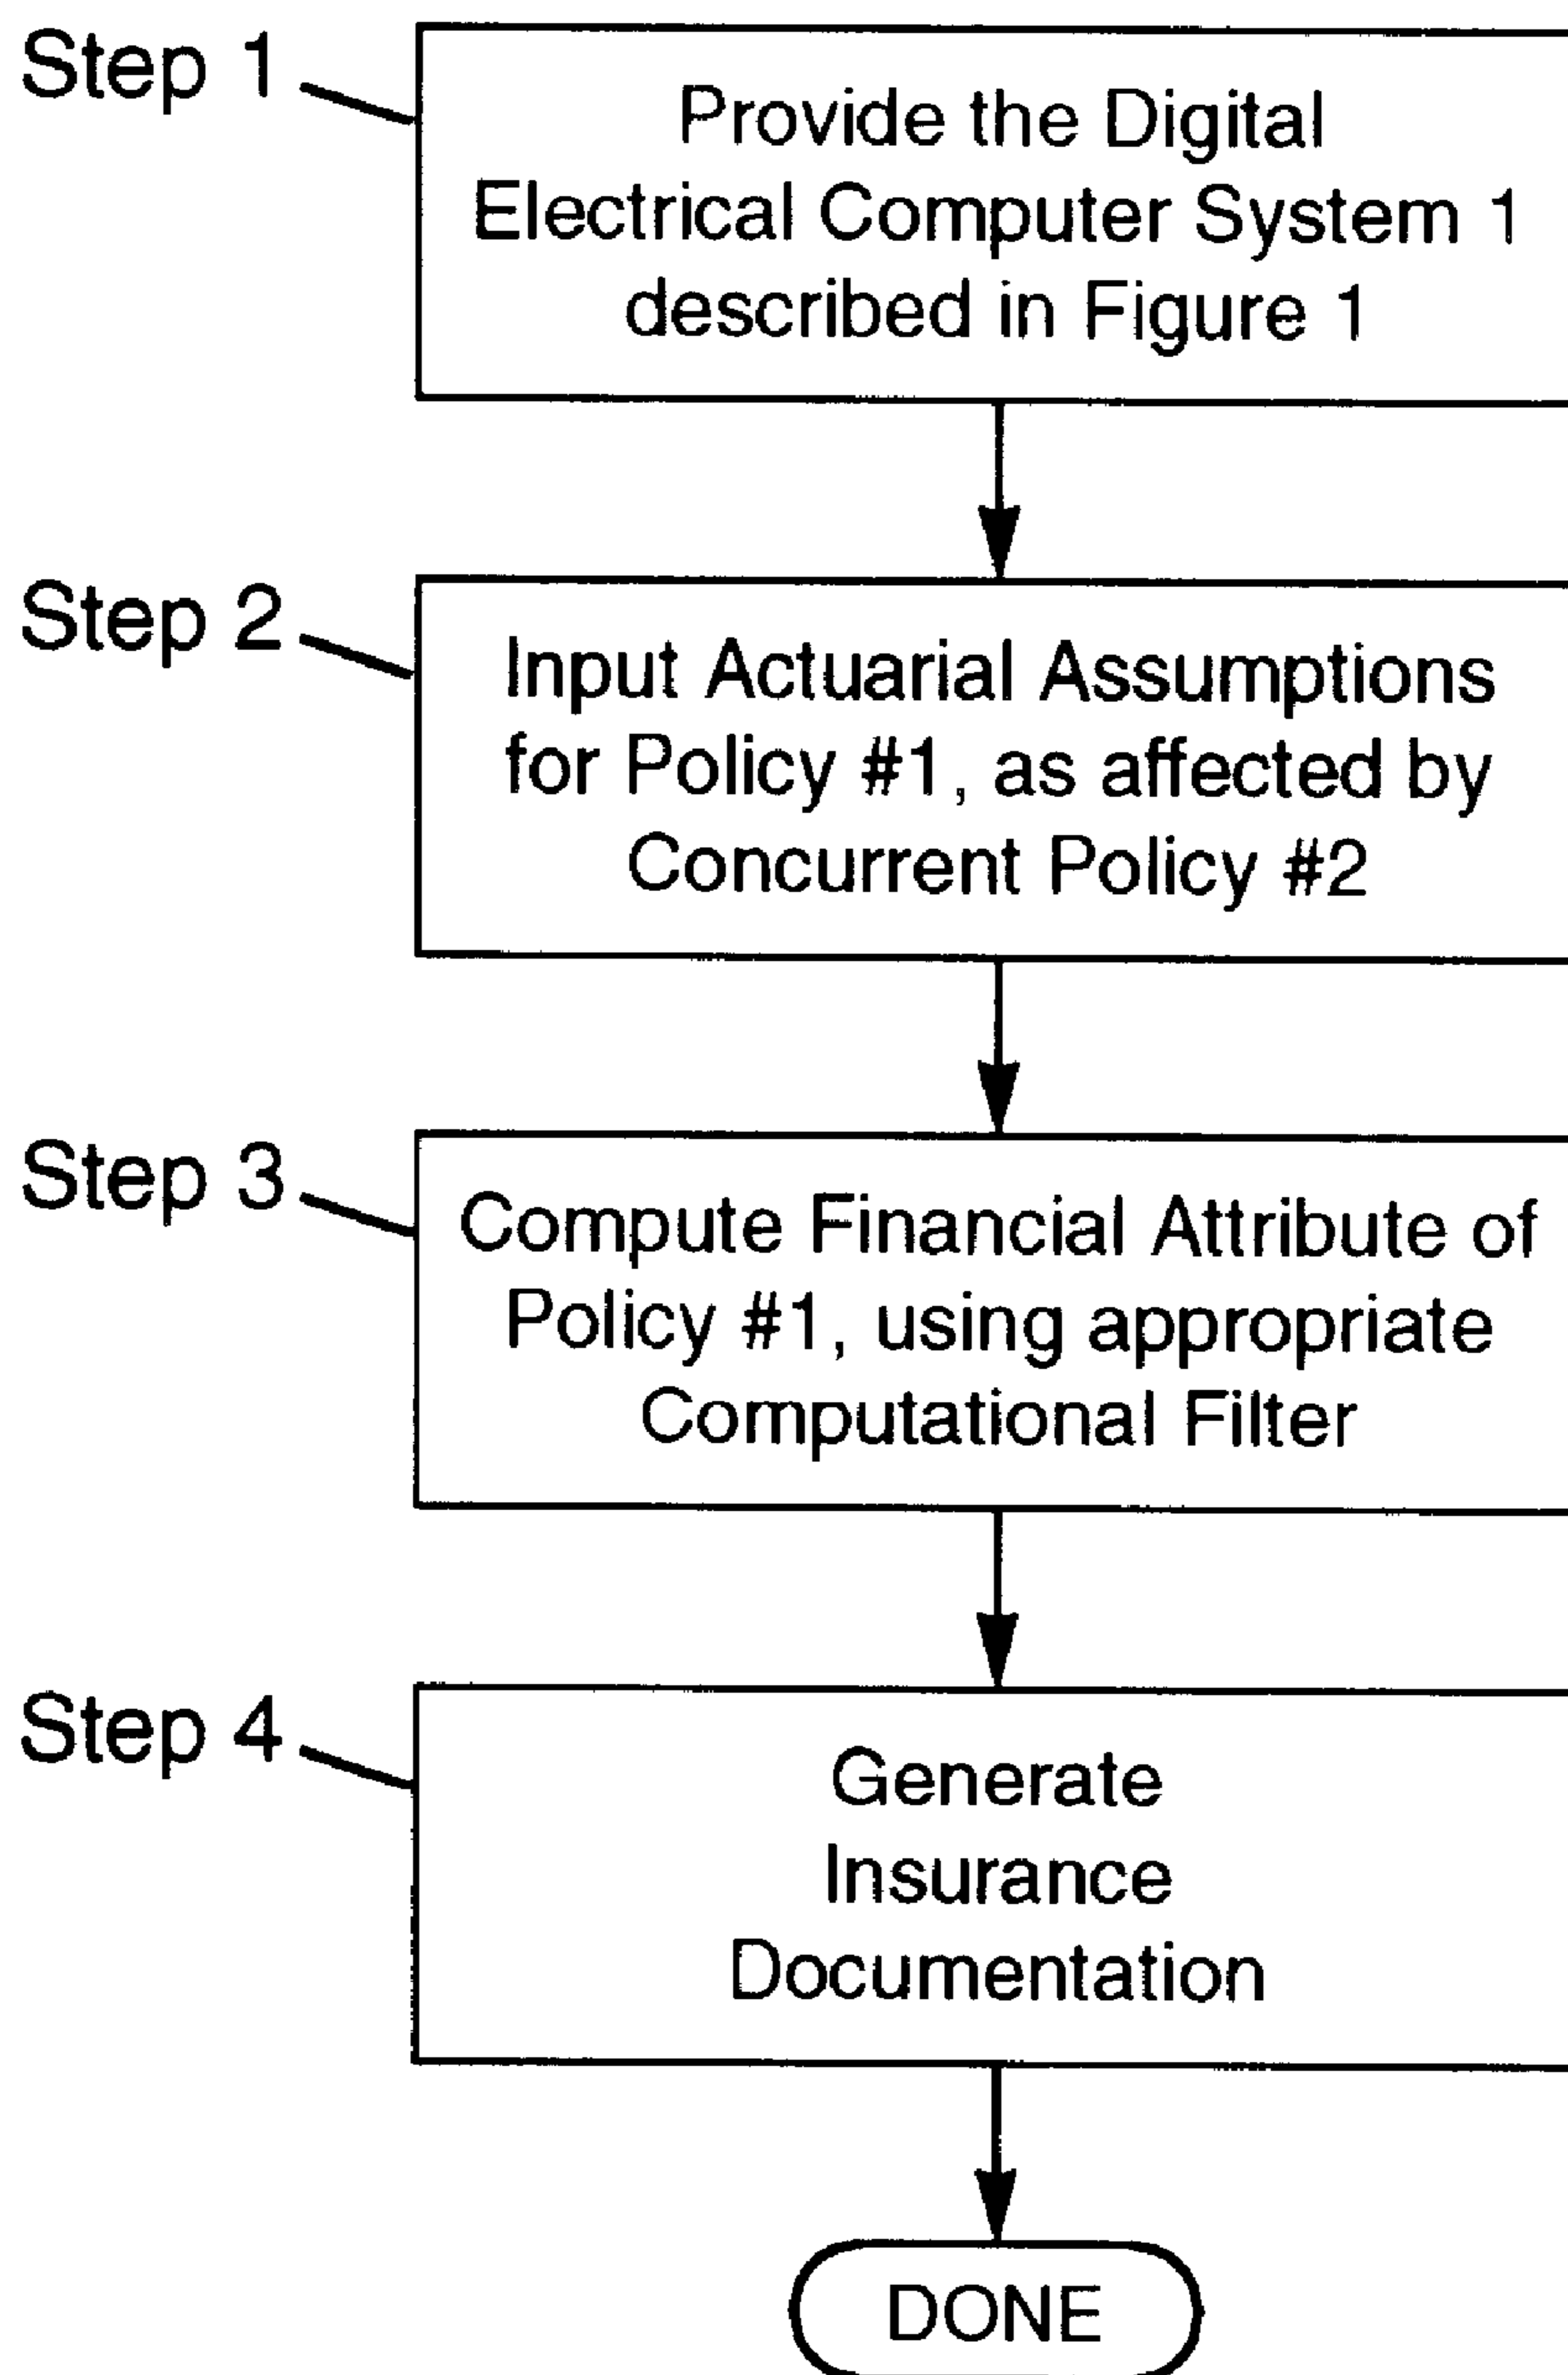 Step 1
Provide the Digital
Electrical Computer System 1
described in Figure 1
Step 2
Input Actuarial Assumptions
for Policy #1, as affected by
Concurrent Policy #2
Step 3
Compute Financial Attribute of
Policy #1, using appropriate
Computational Filter
Step 4
Generate
Insurance
Documentation
DONE